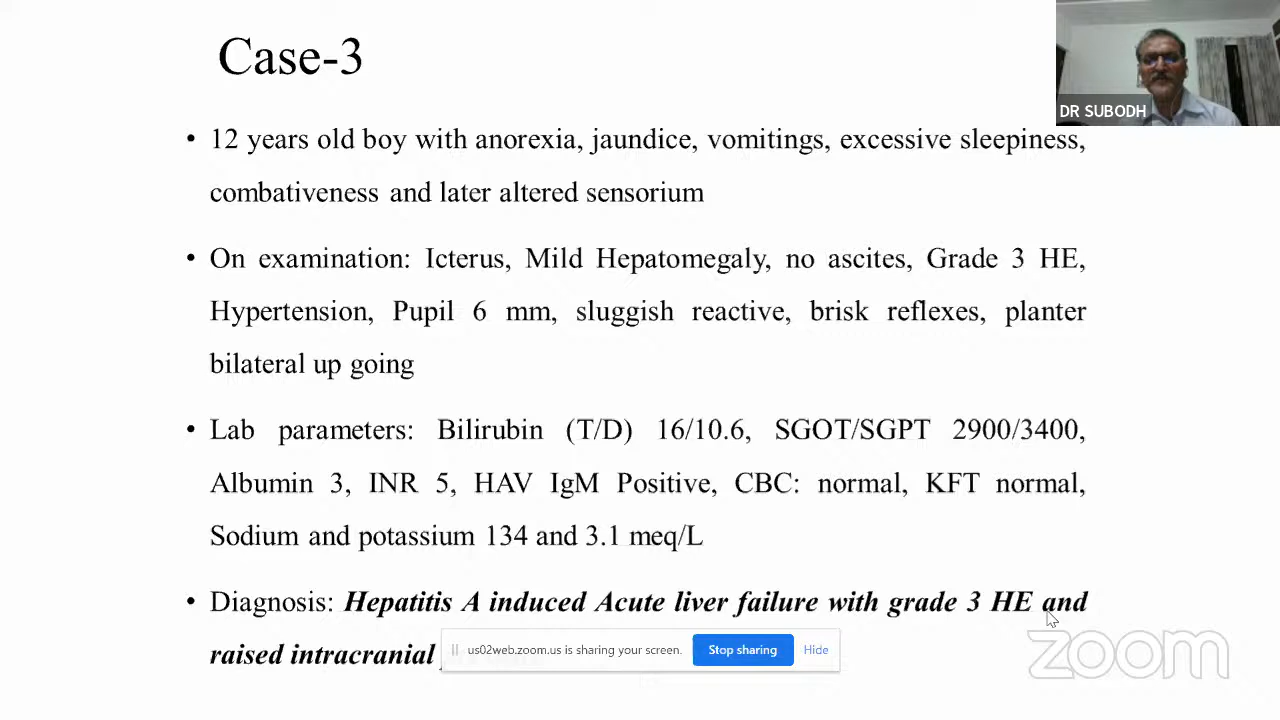 Case-3
DR SUBODH
• 12 years old boy with anorexia, jaundice, vomitings, excessive sleepiness,
combativeness and later altered sensorium
• On examination: Icterus, Mild Hepatomegaly, no ascites, Grade 3 HE,
Hypertension, Pupil 6 mm, sluggish reactive, brisk reflexes, planter
bilateral up going
• Lab parameters: Bilirubin (T/D) 16/10.6, SGOT/SGPT 2900/3400,
Albumin 3, INR 5, HAV IgM Positive, CBC: normal, KFT normal,
Sodium and potassium 134 and 3.1 meq/L
• Diagnosis: Hepatitis A induced Acute liver failure with grade 3 HE and
raised intracranial
us02web.zoom.us is sharing your screen. Stop sharing Hide
zoom